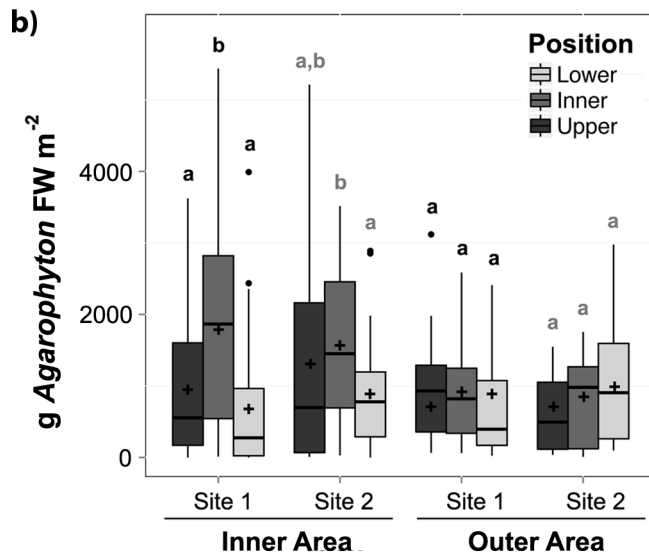 b)
Position
Lower
Inner
Upper
g Agarophyton FW m-2
4000
2000
0
a
b
a
a,b
b
a
a
a
a
a
a
a
Site 1
Site 2
Site 1
Site 2
Inner Area
Outer Area